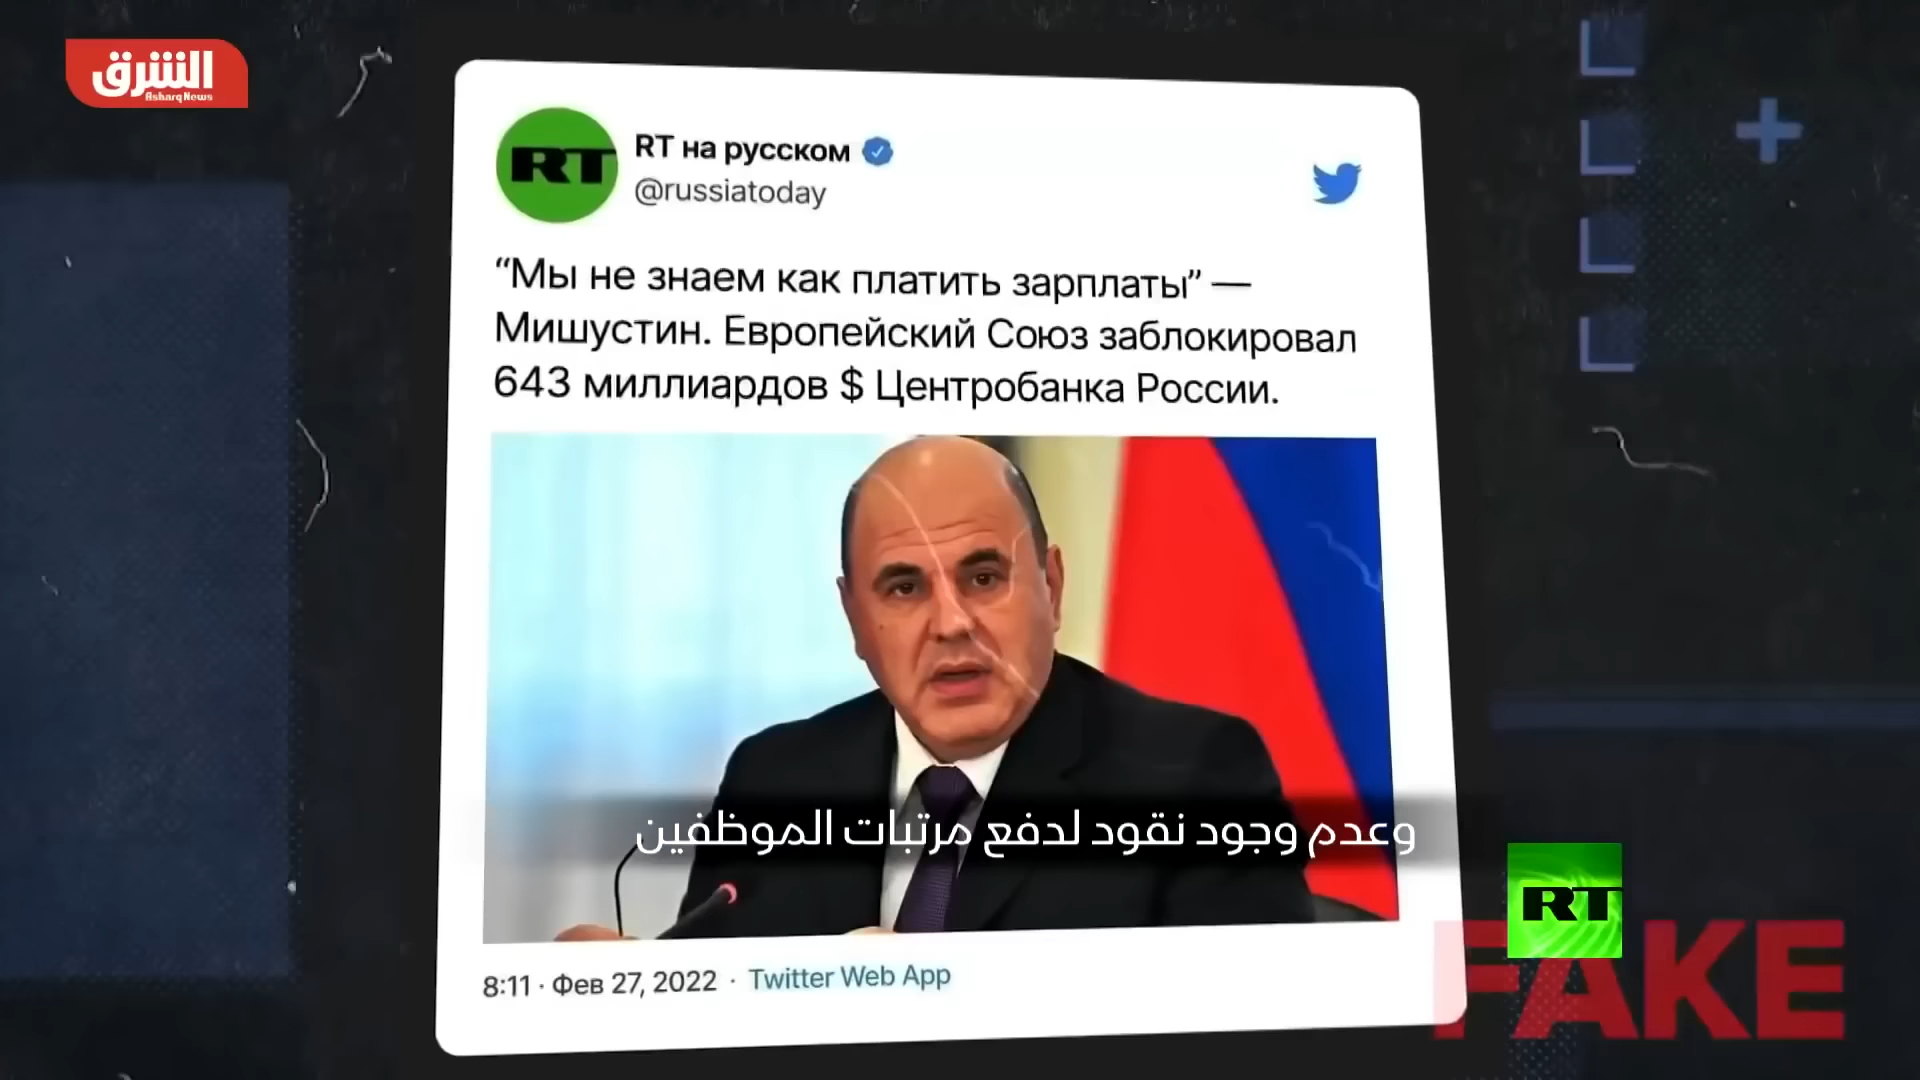 الشرق
Asharq News
RT
RT на русском
@russiatoday
“Мы не знаем как платить зарплаты” —
Мишустин. Европейский Союз заблокировал
643 миллиардов $ Центробанка России.
وعدم وجود نقود لدفع مرتبات الموظفين
RT
FAKE
8:11 · Фев 27, 2022 · Twitter Web App